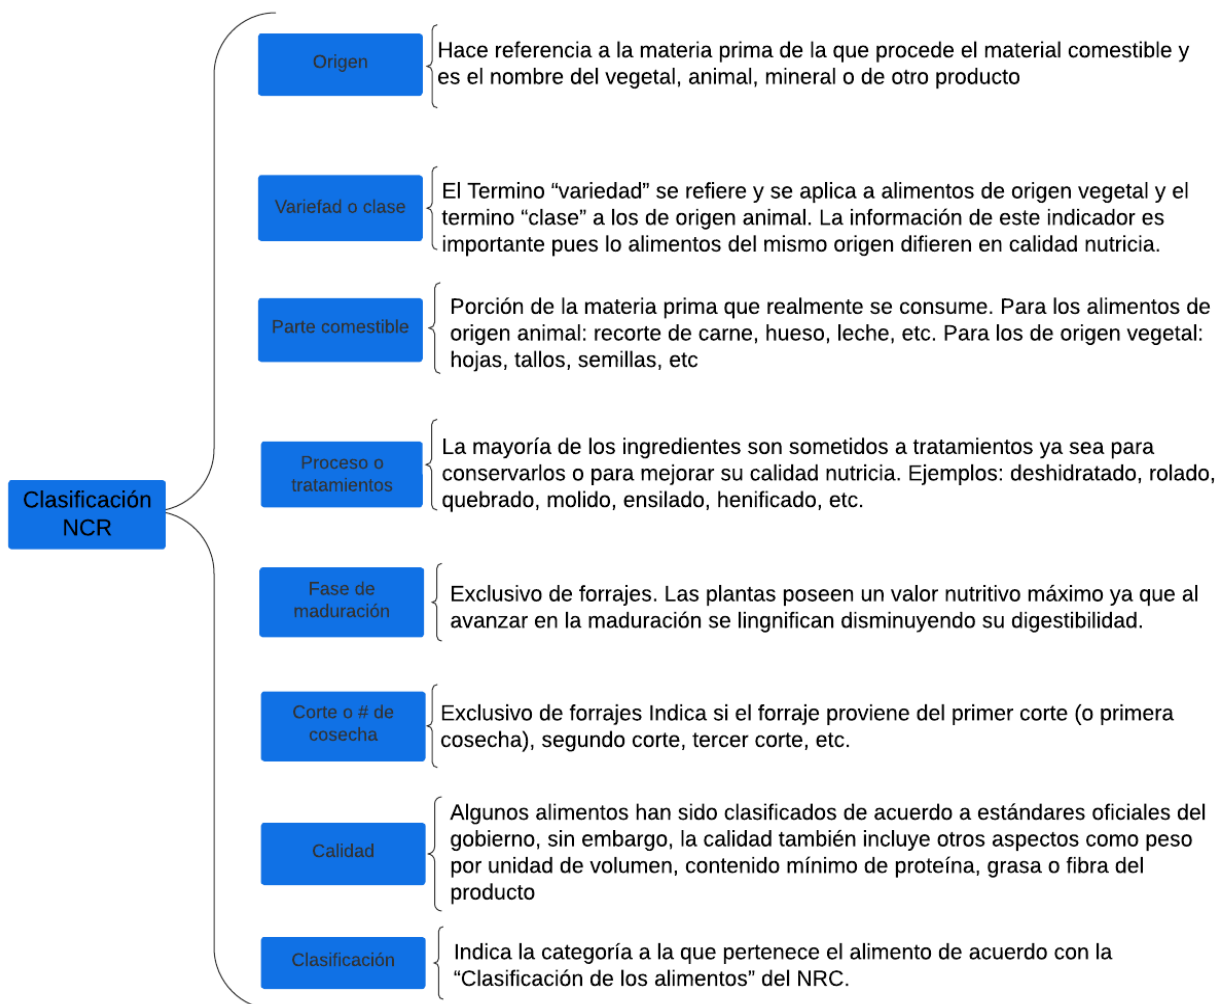 Clasificación
NCR
Origen
Hace referencia a la materia prima de la que procede el material comestible y
es el nombre del vegetal, animal, mineral o de otro producto
Variefad o clase
El Termino “variedad” se refiere y se aplica a alimentos de origen vegetal y el
termino “clase” a los de origen animal. La información de este indicador es
importante pues lo alimentos del mismo origen difieren en calidad nutricia.
Parte comestible
Porción de la materia prima que realmente se consume. Para los alimentos de
origen animal: recorte de carne, hueso, leche, etc. Para los de origen vegetal:
hojas, tallos, semillas, etc
Proceso o
tratamientos
La mayoría de los ingredientes son sometidos a tratamientos ya sea para
conservarlos o para mejorar su calidad nutricia. Ejemplos: deshidratado, rolado,
quebrado, molido, ensilado, henificado, etc.
Fase de
maduración
Exclusivo de forrajes. Las plantas poseen un valor nutritivo máximo ya que al
avanzar en la maduración se lingnifican disminuyendo su digestibilidad.
Corte o # de
cosecha
Exclusivo de forrajes Indica si el forraje proviene del primer corte (o primera
cosecha), segundo corte, tercer corte, etc.
Calidad
Algunos alimentos han sido clasificados de acuerdo a estándares oficiales del
gobierno, sin embargo, la calidad también incluye otros aspectos como peso
por unidad de volumen, contenido mínimo de proteína, grasa o fibra del
producto
Clasificación
Indica la categoría a la que pertenece el alimento de acuerdo con la
“Clasificación de los alimentos” del NRC.